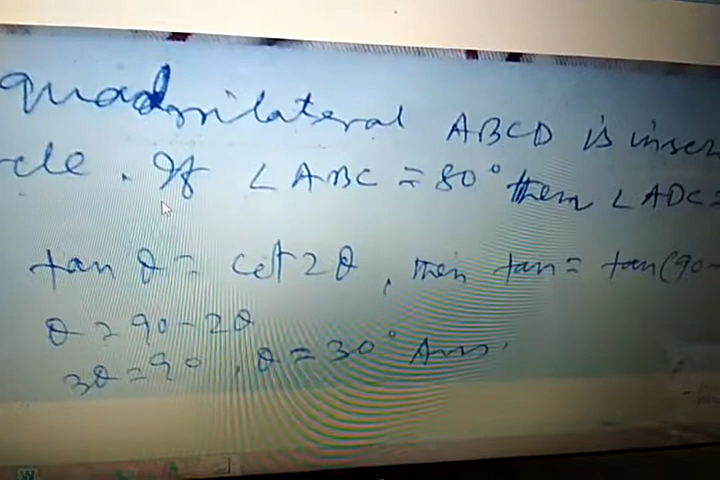 quadrilateral ABCD is inscr
cle. If ∠ABC = 80° then ∠ADC =
tan θ = cot 2θ, then tan = tan(90-
θ = 90 - 2θ
3θ = 90, θ = 30° Ans.